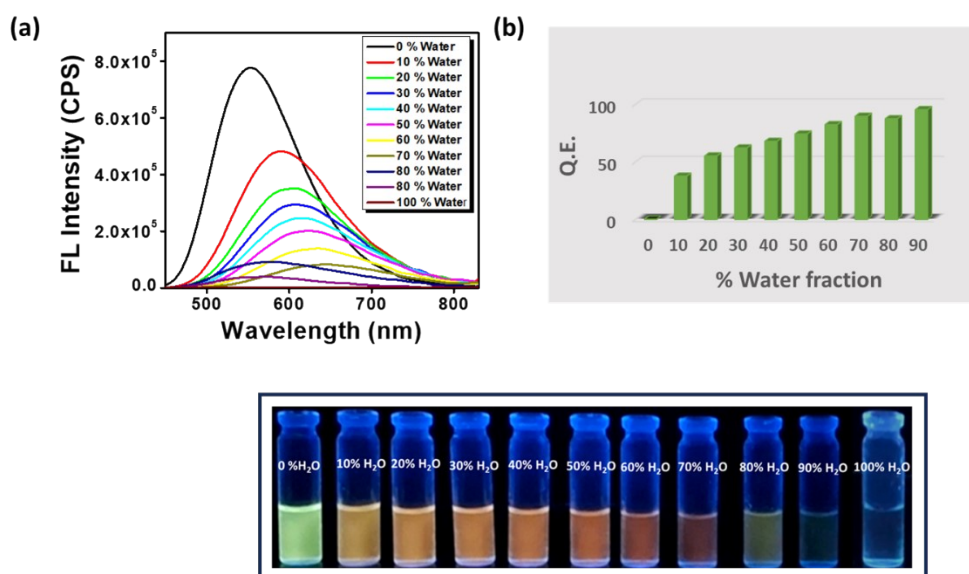 (a)
FL Intensity (CPS)
8.0x10⁵
6.0x10⁵
4.0x10⁵
2.0x10⁵
0.0
500 600 700 800
Wavelength (nm)
0 % Water
10 % Water
20 % Water
30 % Water
40 % Water
50 % Water
60 % Water
70 % Water
80 % Water
80 % Water
100 % Water
(b)
Q.E.
100
50
0
0 10 20 30 40 50 60 70 80 90
% Water fraction
0 %H₂O 10% H₂O 20% H₂O 30% H₂O 40% H₂O 50% H₂O 60% H₂O 70% H₂O 80% H₂O 90% H₂O 100% H₂O